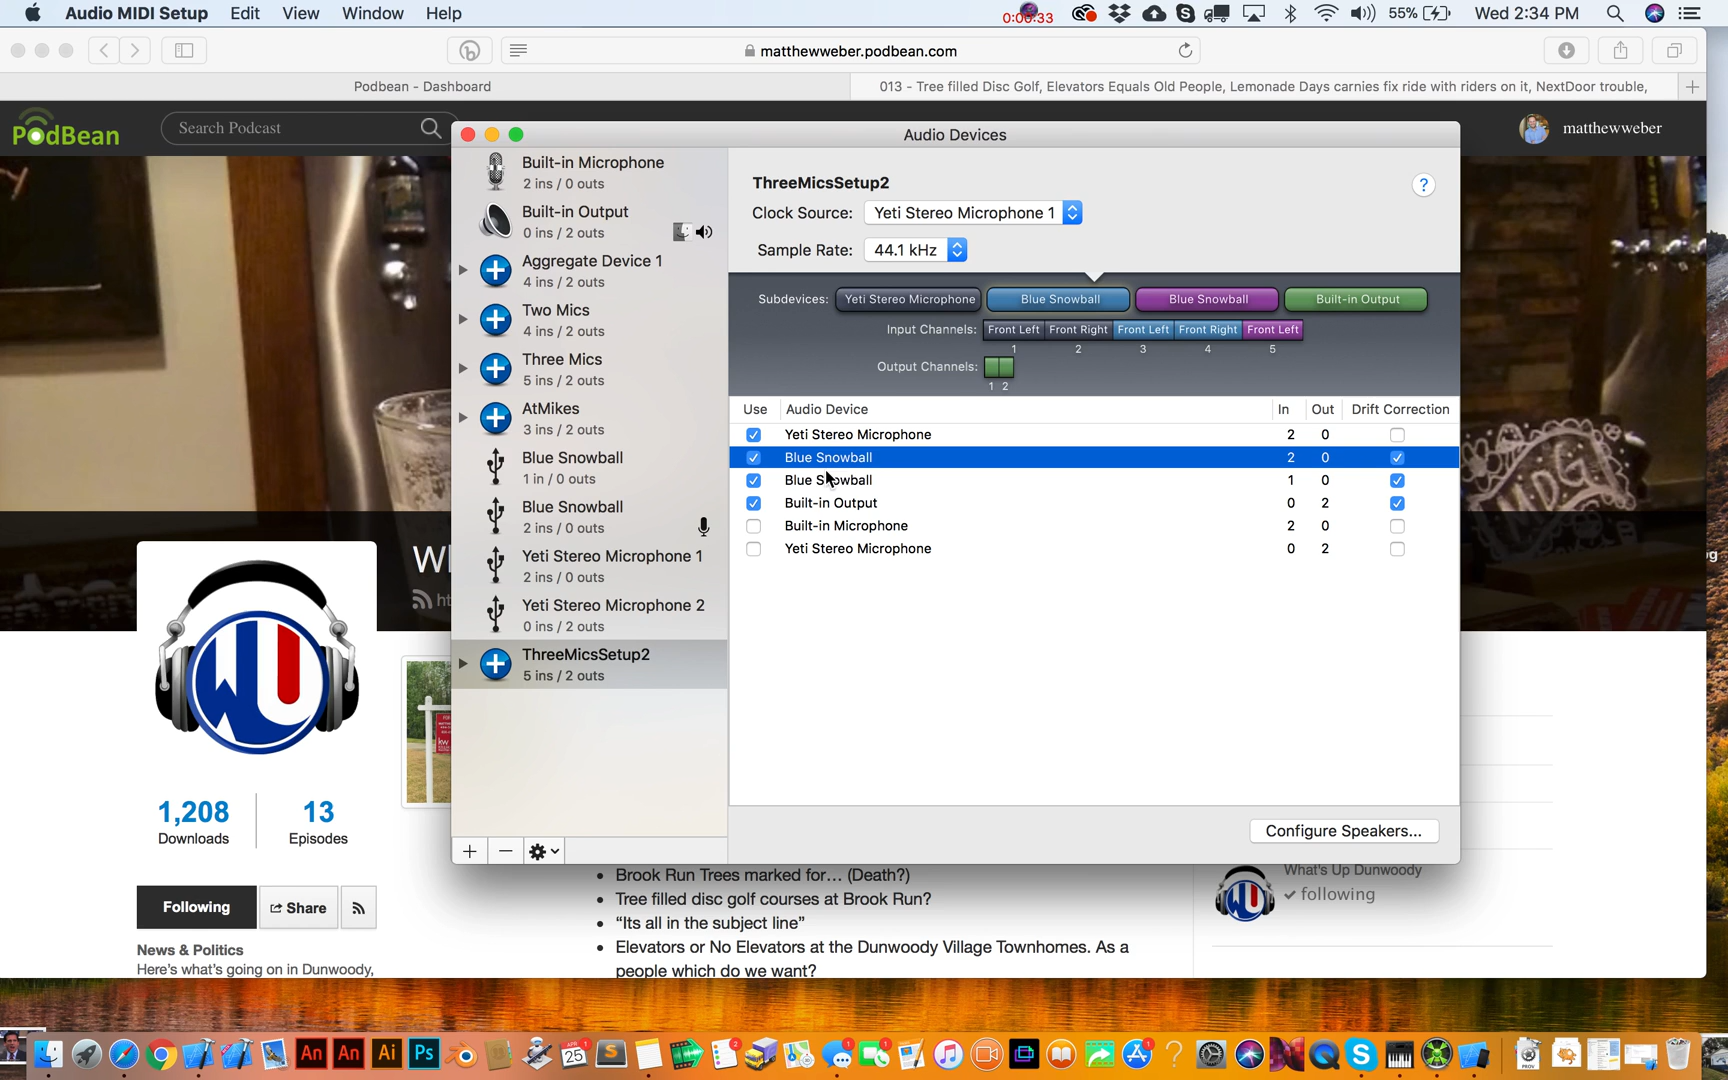 Audio MIDI Setup Edit View Window Help
0:00:33 55% Wed 2:34 PM
matthewweber.podbean.com
Podbean - Dashboard
013 - Tree filled Disc Golf, Elevators Equals Old People, Lemonade Days carnies fix ride with riders on it, NextDoor trouble,
PodBean
Search Podcast
matthewweber
Audio Devices
Built-in Microphone
2 ins / 0 outs
Built-in Output
0 ins / 2 outs
Aggregate Device 1
4 ins / 2 outs
Two Mics
4 ins / 2 outs
Three Mics
5 ins / 2 outs
AtMikes
3 ins / 2 outs
Blue Snowball
1 in / 0 outs
Blue Snowball
2 ins / 0 outs
Yeti Stereo Microphone 1
2 ins / 0 outs
Yeti Stereo Microphone 2
0 ins / 2 outs
ThreeMicsSetup2
5 ins / 2 outs
ThreeMicsSetup2
?
Clock Source: Yeti Stereo Microphone 1
Sample Rate: 44.1 kHz
Subdevices: Yeti Stereo Microphone Blue Snowball Blue Snowball Built-in Output
Input Channels: Front Left Front Right Front Left Front Right Front Left
1 2 3 4 5
Output Channels:
1 2
Use Audio Device In Out Drift Correction
Yeti Stereo Microphone 2 0
Blue Snowball 2 0
Blue Snowball 1 0
Built-in Output 0 2
Built-in Microphone 2 0
Yeti Stereo Microphone 0 2
Configure Speakers...
WU
1,208 13
Downloads Episodes
Following Share
News & Politics
Here's what's going on in Dunwoody,
Brook Run Trees marked for... (Death?)
Tree filled disc golf courses at Brook Run?
“Its all in the subject line”
Elevators or No Elevators at the Dunwoody Village Townhomes. As a
people which do we want?
What's Up Dunwoody
following